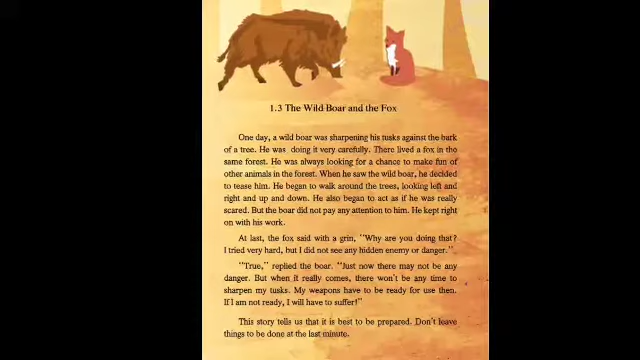 1.3 The Wild Boar and the Fox
One day, a wild boar was sharpening his tusks against the bark
of a tree. He was doing it very carefully. There lived a fox in the
same forest. He was always looking for a chance to make fun of
other animals in the forest. When he saw the wild boar, he decided
to tease him. He began to walk around the trees, looking left and
right and up and down. He also began to act as if he was really
scared. But the boar did not pay any attention to him. He kept right
on with his work.
At last, the fox said with a grin, “Why are you doing that?
I tried very hard, but I did not see any hidden enemy or danger.”.
“True,” replied the boar. “Just now there may not be any
danger. But when it really comes, there won't be any time to
sharpen my tusks. My weapons have to be ready for use then.
If I am not ready, I will have to suffer!”
This story tells us that it is best to be prepared. Don't leave
things to be done at the last minute.